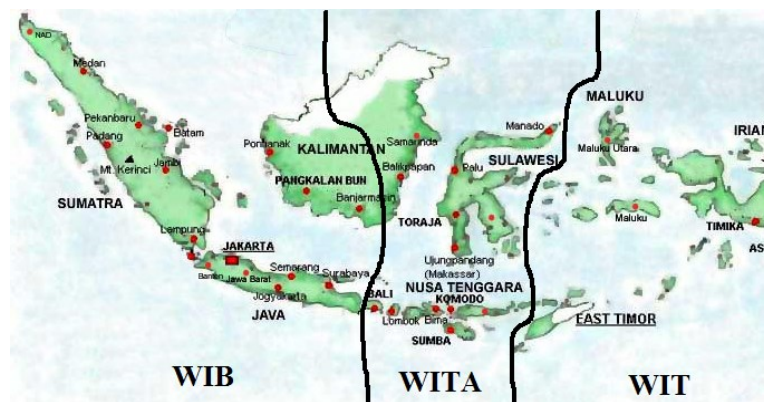 NAD
Medan
Pekanbaru
Padang
Batam
Mt. Kerinci
Jambi
SUMATRA
Lampung
JAKARTA
Banten
Jawa Barat
Semarang
Surabaya
Jogyakarta
JAVA
Pontianak
KALIMANTAN
PANGKALAN BUN
Banjarmasin
Samarinda
Balikpapan
Manado
Palu
SULAWESI
TORAJA
Ujungpandang
(Makassar)
BALI
NUSA TENGGARA
KOMODO
Lombok
Bima
SUMBA
MALUKU
Maluku Utara
Maluku
IRIAN
TIMIKA
AS
EAST TIMOR
WIB
WITA
WIT